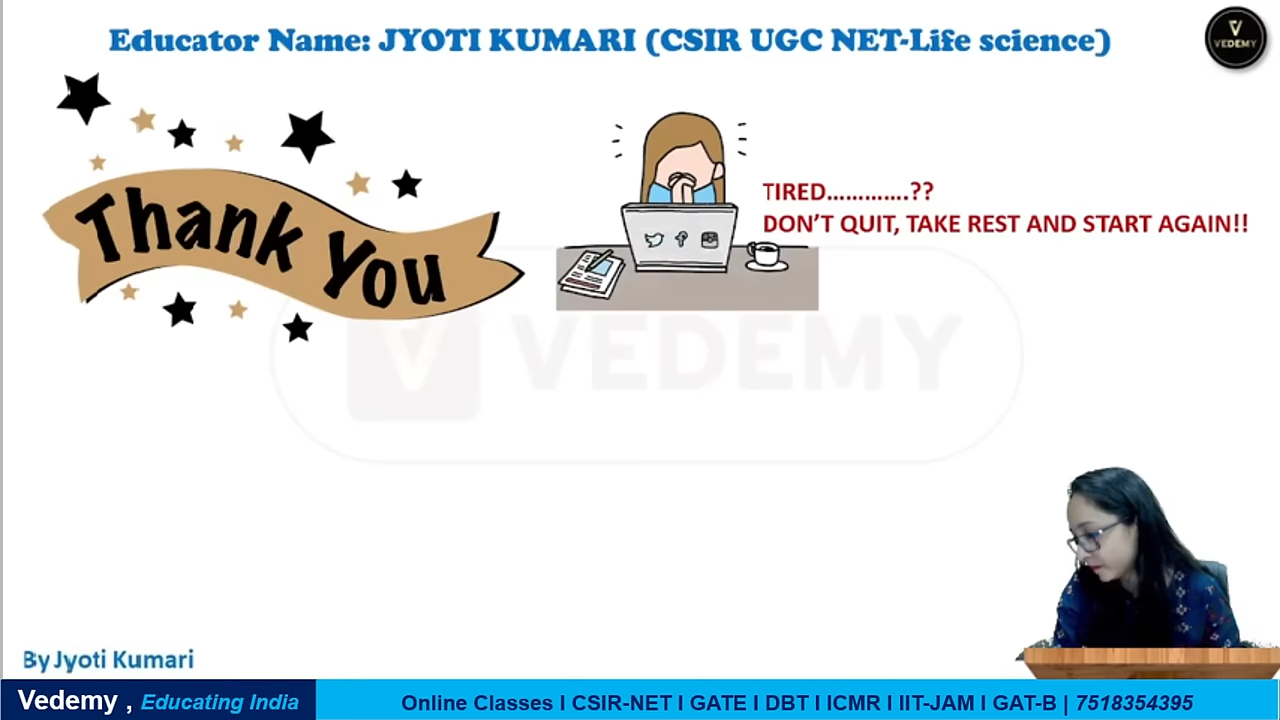 Educator Name: JYOTI KUMARI (CSIR UGC NET-Life science)
V
VEDEMY
Thank You
TIRED………….??
DON’T QUIT, TAKE REST AND START AGAIN!!
VEDEMY
By Jyoti Kumari
Vedemy , Educating India
Online Classes I CSIR-NET I GATE I DBT I ICMR I IIT-JAM I GAT-B | 7518354395